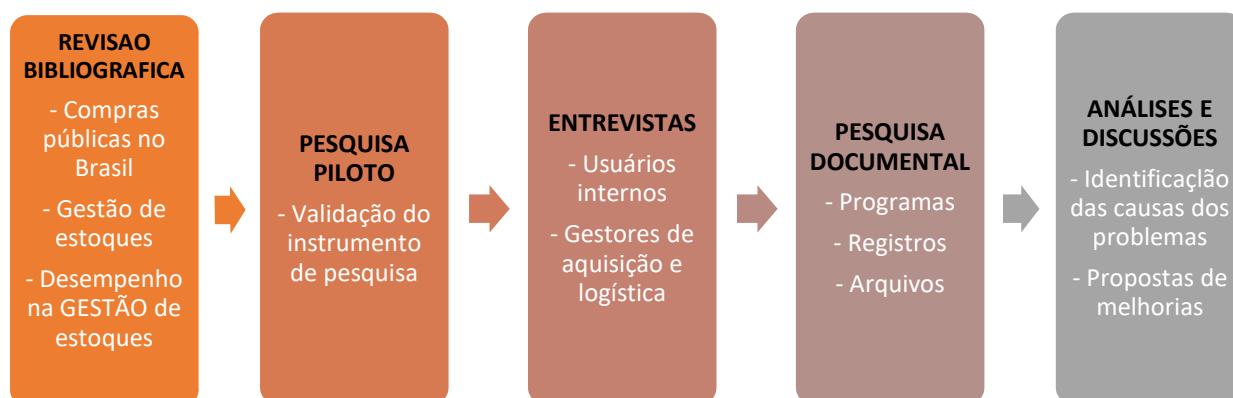 REVISAO
BIBLIOGRAFICA
- Compras
públicas no
Brasil
- Gestão de
estoques
- Desempenho
na GESTÃO de
estoques
PESQUISA
PILOTO
- Validação do
instrumento
de pesquisa
ENTREVISTAS
- Usuários
internos
- Gestores de
aquisição e
logística
PESQUISA
DOCUMENTAL
- Programas
- Registros
- Arquivos
ANÁLISES E
DISCUSSÕES
- Identificaçlão
das causas dos
problemas
- Propostas de
melhorias